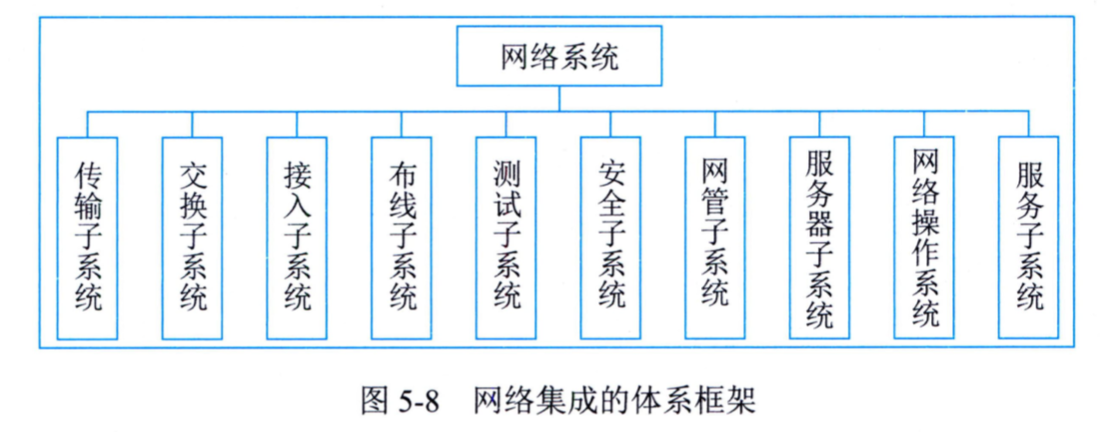 网络系统
传输子系统
交换子系统
接入子系统
布线子系统
测试子系统
安全子系统
网管子系统
服务器子系统
网络操作系统
服务子系统
图 5-8 网络集成的体系框架